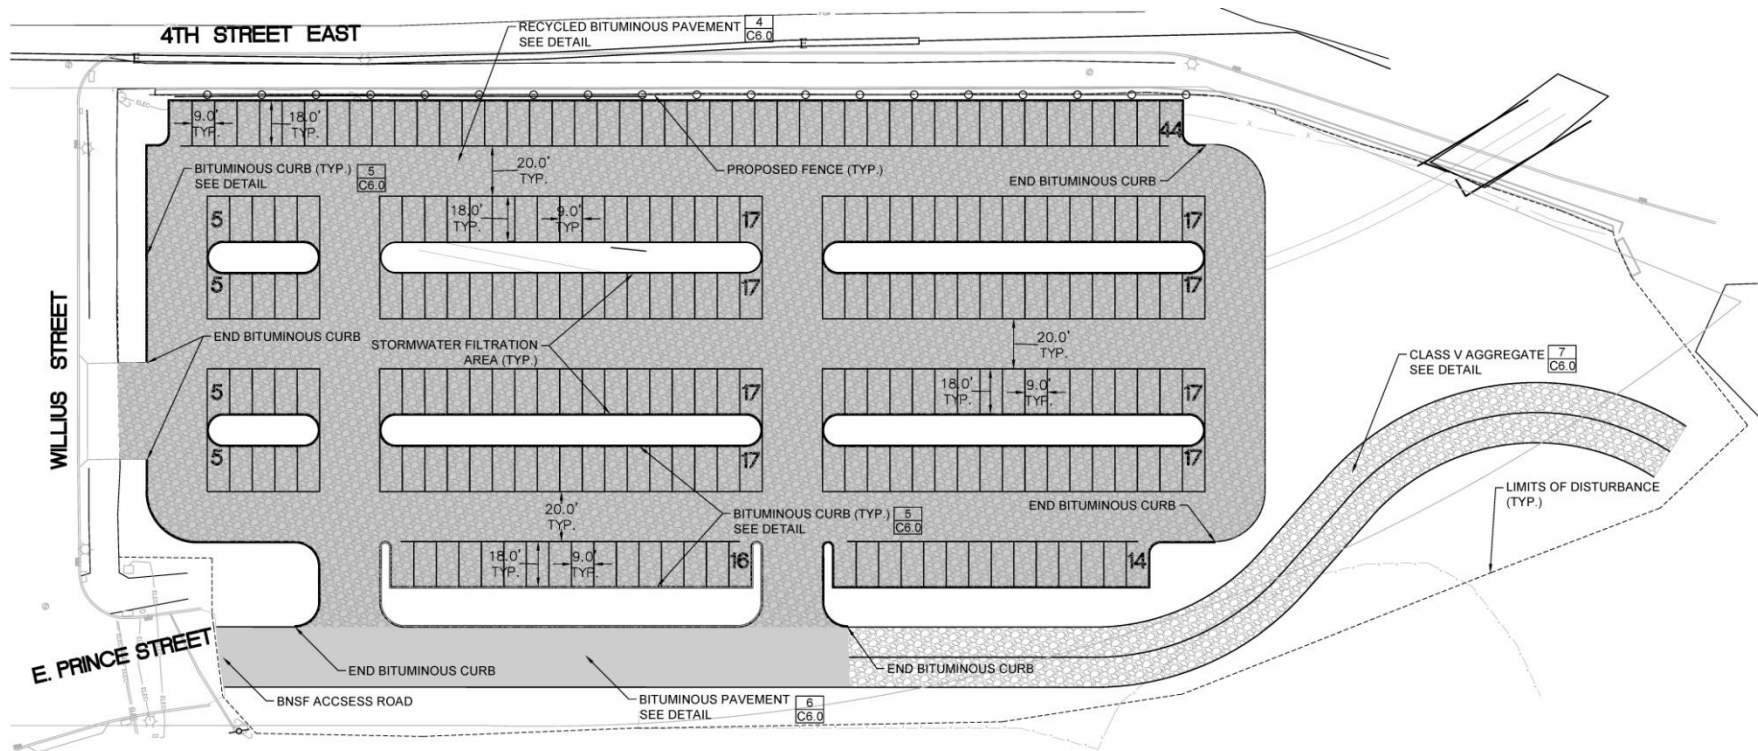 4TH STREET EAST
RECYCLED BITUMINOUS PAVEMENT
SEE DETAIL
4
C6.0
E
E
9.0'
TYP.
18.0'
TYP.
44
20.0'
TYP.
PROPOSED FENCE (TYP.)
END BITUMINOUS CURB
BITUMINOUS CURB (TYP.)
SEE DETAIL
5
C6.0
5
18.0'
TYP.
9.0'
TYP.
17
17
5
17
17
WILLIUS STREET
END BITUMINOUS CURB
STORMWATER FILTRATION
AREA (TYP.)
20.0'
TYP.
CLASS V AGGREGATE
SEE DETAIL
7
C6.0
5
17
18.0'
TYP.
9.0'
TYP.
17
5
17
17
LIMITS OF DISTURBANCE
(TYP.)
20.0'
TYP.
BITUMINOUS CURB (TYP.)
SEE DETAIL
5
C6.0
END BITUMINOUS CURB
18.0'
TYP.
9.0'
TYP.
16
14
E. PRINCE STREET
END BITUMINOUS CURB
END BITUMINOUS CURB
BNSF ACCSESS ROAD
BITUMINOUS PAVEMENT
SEE DETAIL
6
C6.0